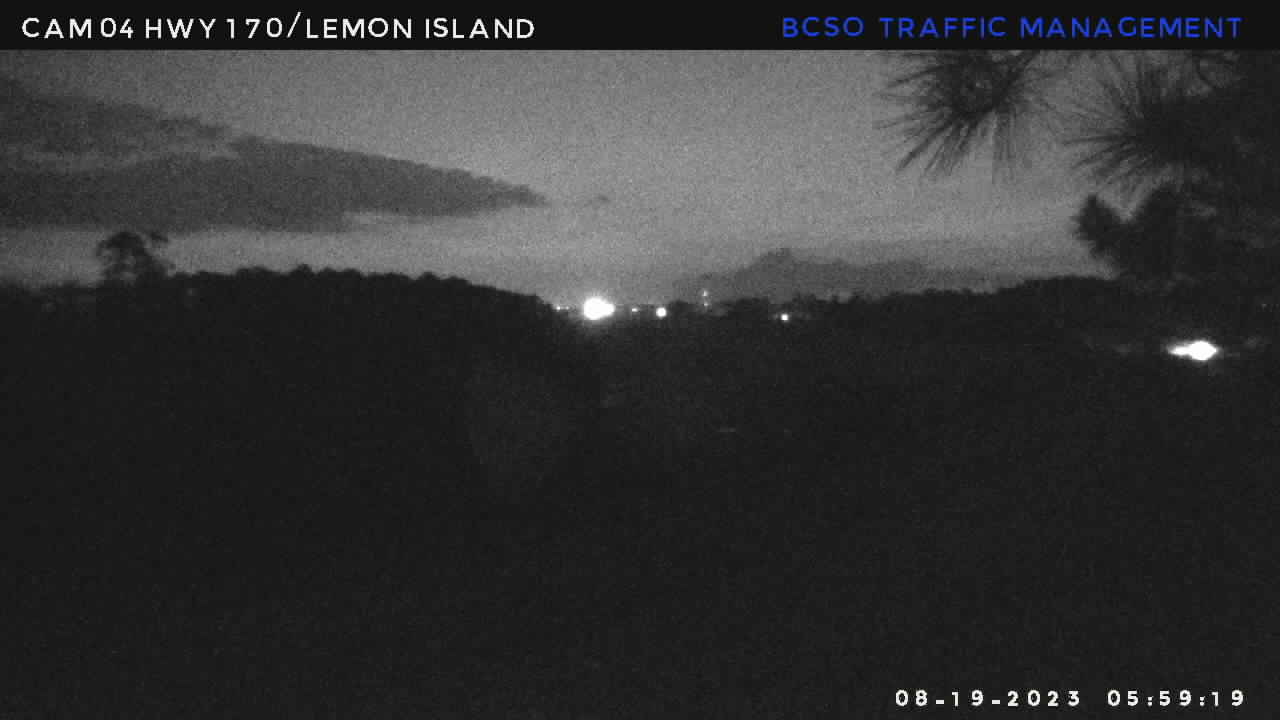 CAM04 HWY 170/LEMON ISLAND
BCSO TRAFFIC MANAGEMENT
08-19-2023 05:59:19